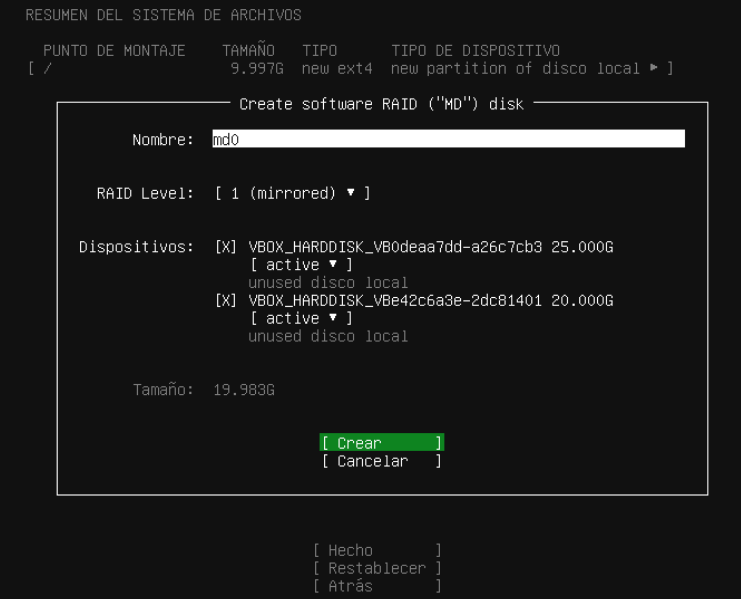 RESUMEN DEL SISTEMA DE ARCHIVOS
PUNTO DE MONTAJE TAMAÑO TIPO TIPO DE DISPOSITIVO
[ / 9.997G new ext4 new partition of disco local ▸ ]
Create software RAID ("MD") disk
Nombre: md0
RAID Level: [ 1 (mirrored) ▾ ]
Dispositivos: [X] VBOX_HARDDISK_VB0deaa7dd-a26c7cb3 25.000G
[ active ▾ ]
unused disco local
[X] VBOX_HARDDISK_VBe42c6a3e-2dc81401 20.000G
[ active ▾ ]
unused disco local
Tamaño: 19.983G
[ Crear ]
[ Cancelar ]
[ Hecho ]
[ Restablecer ]
[ Atrás ]